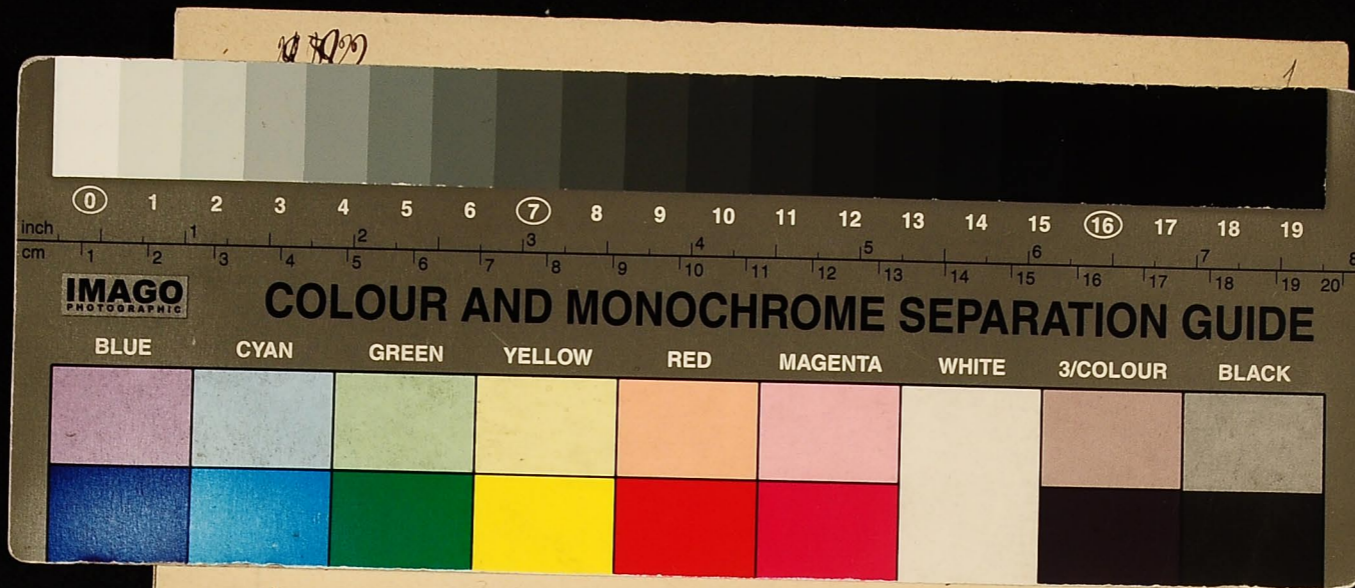 1
0 1 2 3 4 5 6 7 8 9 10 11 12 13 14 15 16 17 18 19
inch 1 2 3 4 5 6 7 8
cm 1 2 3 4 5 6 7 8 9 10 11 12 13 14 15 16 17 18 19 20
IMAGO
PHOTOGRAPHIC
COLOUR AND MONOCHROME SEPARATION GUIDE
BLUE CYAN GREEN YELLOW RED MAGENTA WHITE 3/COLOUR BLACK